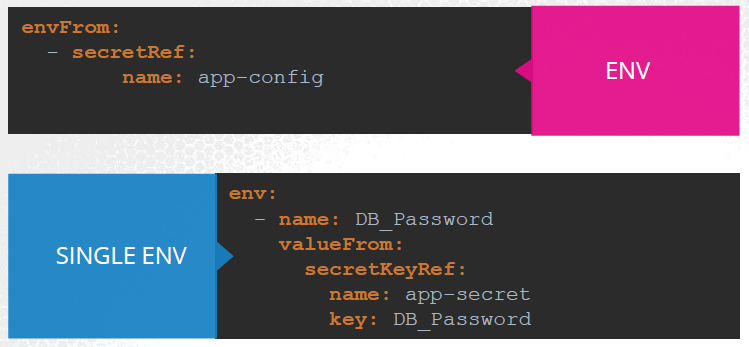 envFrom:
- secretRef:
name: app-config
ENV
SINGLE ENV
env:
- name: DB_Password
valueFrom:
secretKeyRef:
name: app-secret
key: DB_Password